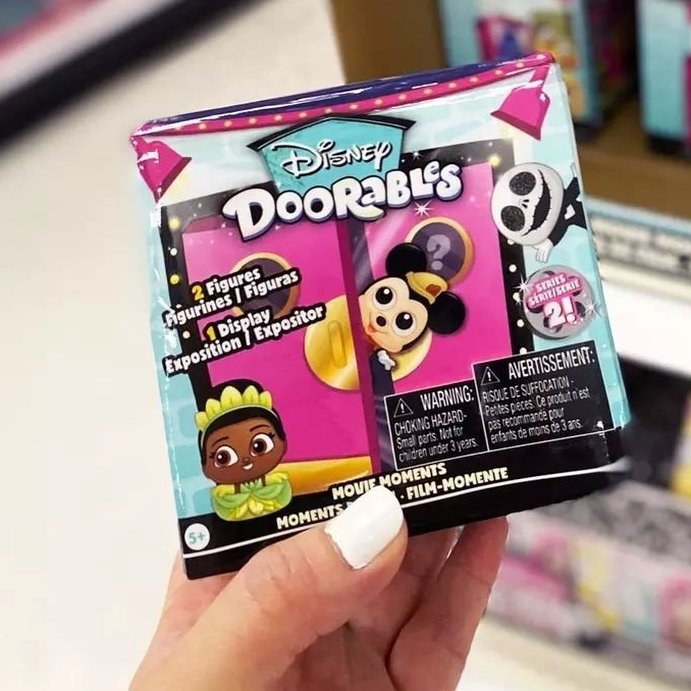 Disney
Doorables
?
2 Figures
Figurines / Figuras
1 Display
Exposition / Expositor
SERIES
SÉRIE/SERIE
2!
WARNING:
CHOKING HAZARD-
Small parts. Not for
children under 3 years.
AVERTISSEMENT:
RISQUE DE SUFFOCATION -
Petites pièces. Ce produit n'est
pas recommandé pour
enfants de moins de 3 ans.
MOVIE MOMENTS
MOMENTS · FILM-MOMENTE
5+